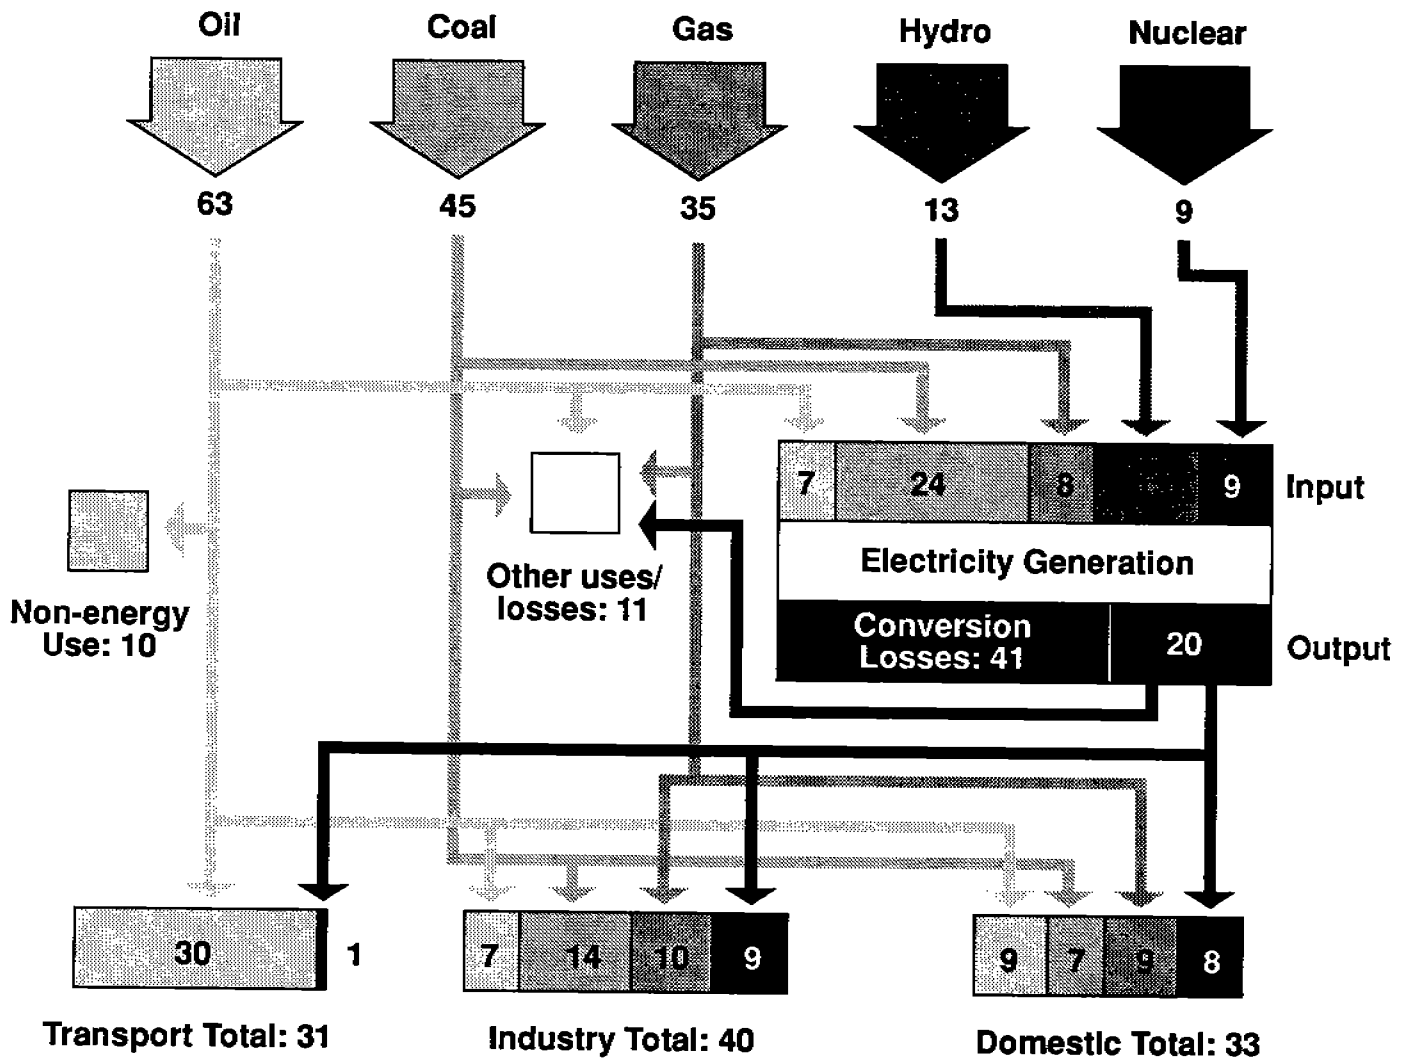 Oil Coal Gas Hydro Nuclear
63 45 35 13 9
7 24 8 9 Input
Electricity Generation
Conversion
Losses: 41
20 Output
Other uses/
losses: 11
Non-energy
Use: 10
30 1
7 14 10 9
9 7 9 8
Transport Total: 31
Industry Total: 40
Domestic Total: 33